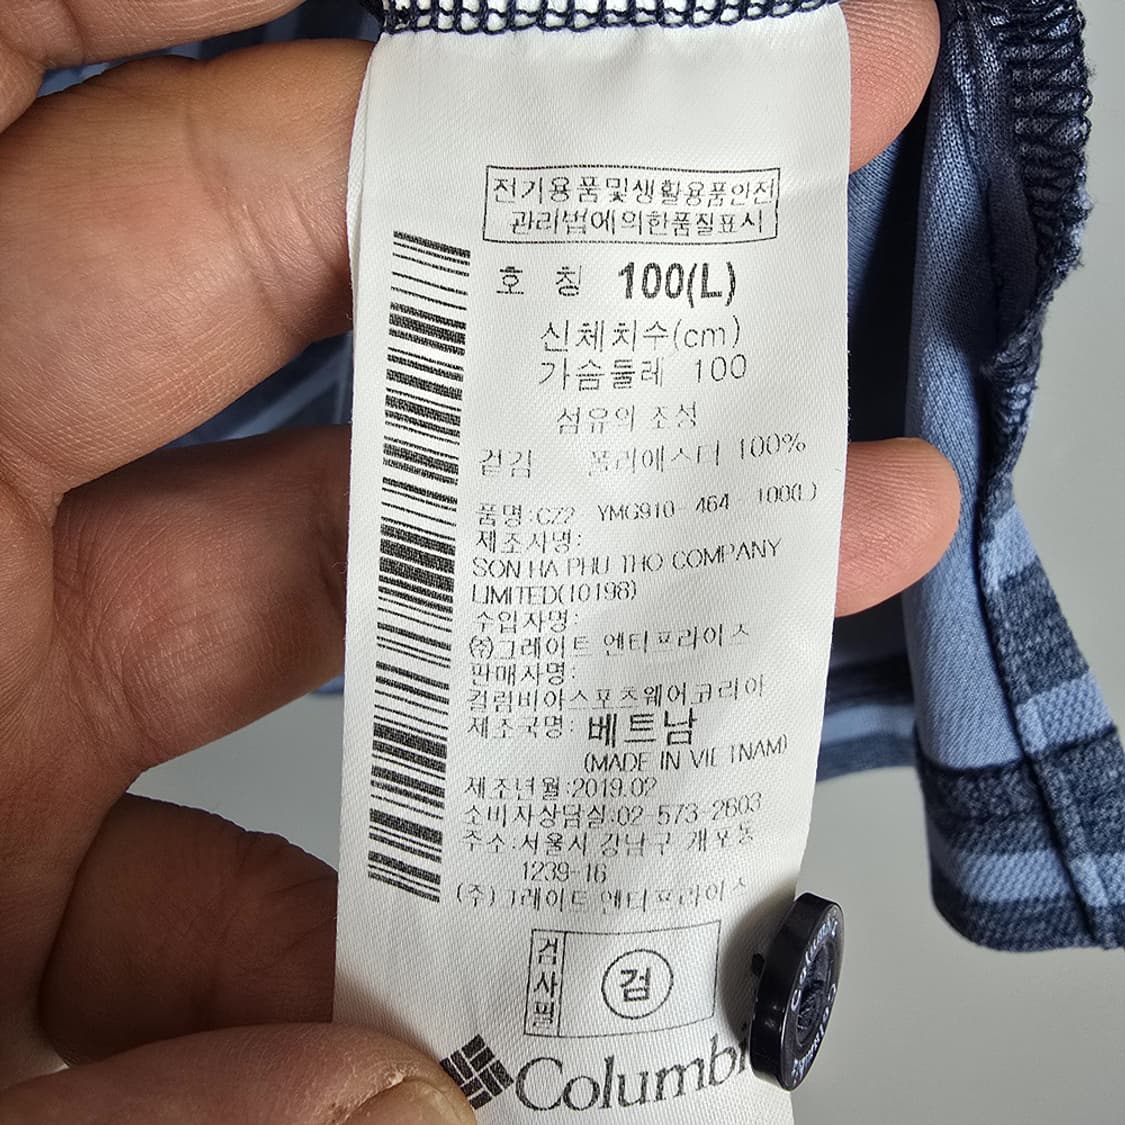 전기용품및생활용품안전
관리법에의한품질표시
호 칭 100(L)
신체치수(cm)
가슴둘레 100
섬유의 조성
겉감 폴리에스터 100%
품명:CZ2 YMG910 464 100(L)
제조자명:
SON HA PHU THO COMPANY
LIMITED(10198)
수입자명:
㈜그레이트 엔터프라이스
판매자명:
컬럼비아스포츠웨어코리아
제조국명: 베트남
(MADE IN VIETNAM)
제조년월:2019.02
소비자상담실:02-573-2603
주소:서울시 강남구 개포동
1239-16
(주)그레이트 엔터프라이스
검사필
검
Columbi
Columbia